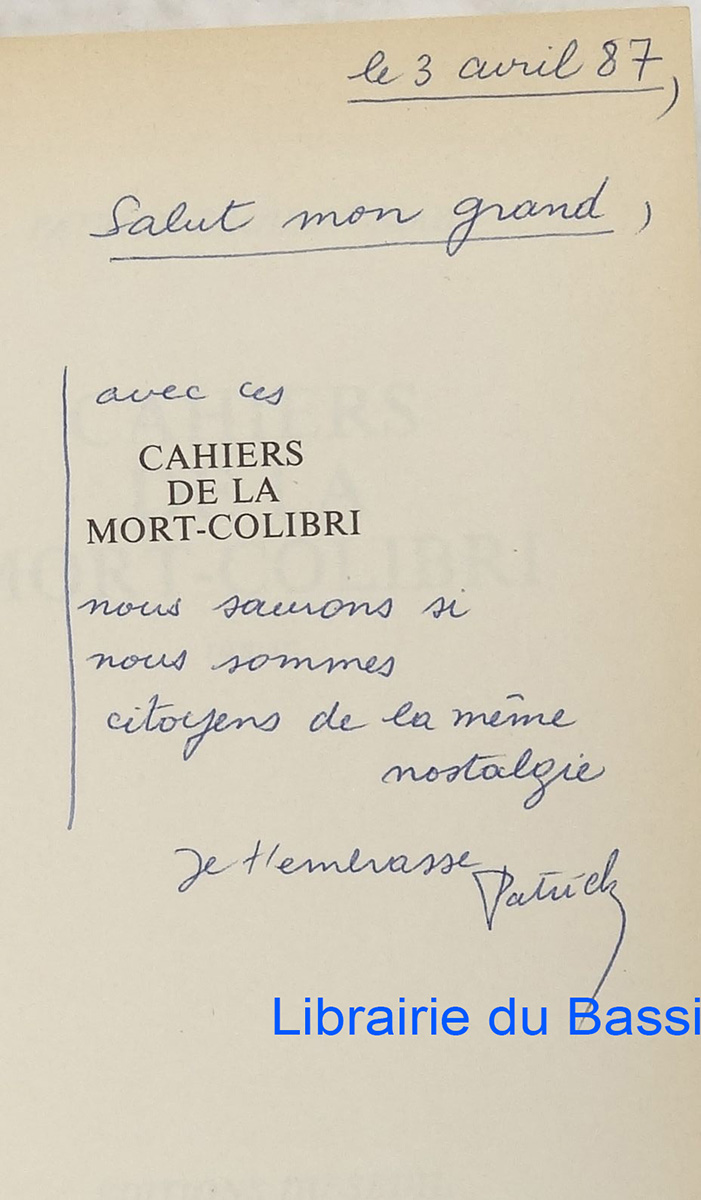 le 3 avril 87,
Salut mon grand,
avec ces
CAHIERS
DE LA
MORT-COLIBRI
nous saurons si
nous sommes
citoyens de la même
nostalgie
Je t'embrasse
Patrick
Librairie du Bassi